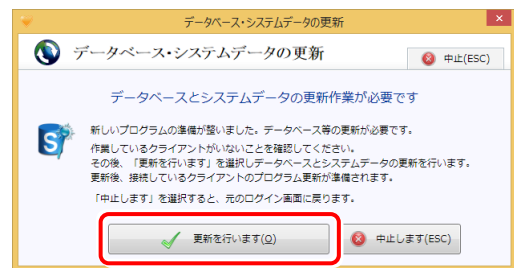 データベース・システムデータの更新
データベース・システムデータの更新
中止(ESC)
データベースとシステムデータの更新作業が必要です
新しいプログラムの準備が整いました。データベース等の更新が必要です。
作業しているクライアントがいないことを確認してください。
その後、「更新を行います」を選択しデータベースとシステムデータの更新を行います。
更新後、接続しているクライアントのプログラム更新が準備されます。
「中止します」を選択すると、元のログイン画面に戻ります。
更新を行います(O)
中止します(ESC)